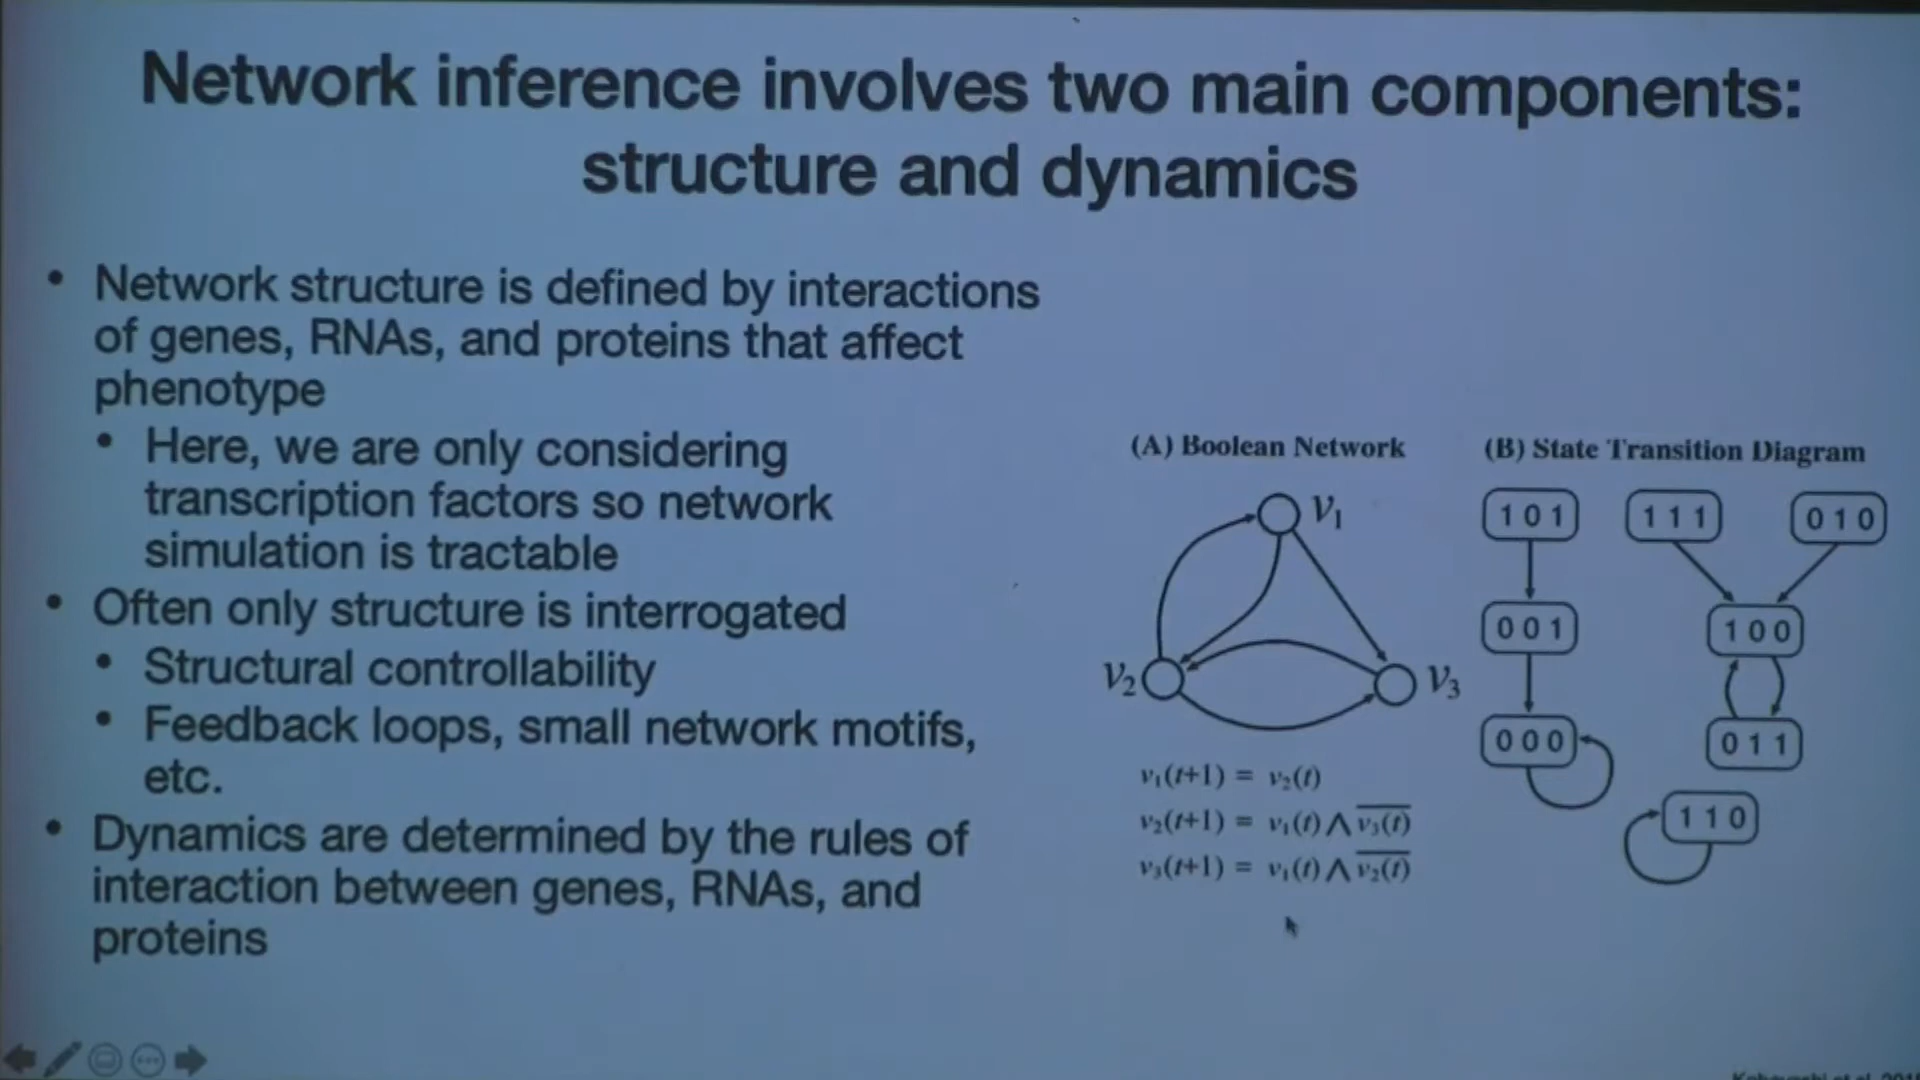 Network inference involves two main components:
structure and dynamics
• Network structure is defined by interactions
of genes, RNAs, and proteins that affect
phenotype
• Here, we are only considering
transcription factors so network
simulation is tractable
• Often only structure is interrogated
• Structural controllability
• Feedback loops, small network motifs,
etc.
• Dynamics are determined by the rules of
interaction between genes, RNAs, and
proteins
(A) Boolean Network
V₁
V₂
V₃
v₁(t+1) = v₂(t)
v₂(t+1) = v₁(t) ∧ v̅₃̅(̅t̅)̅
v₃(t+1) = v₁(t) ∧ v̅₂̅(̅t̅)̅
(B) State Transition Diagram
1 0 1
1 1 1
0 1 0
0 0 1
1 0 0
0 0 0
0 1 1
1 1 0